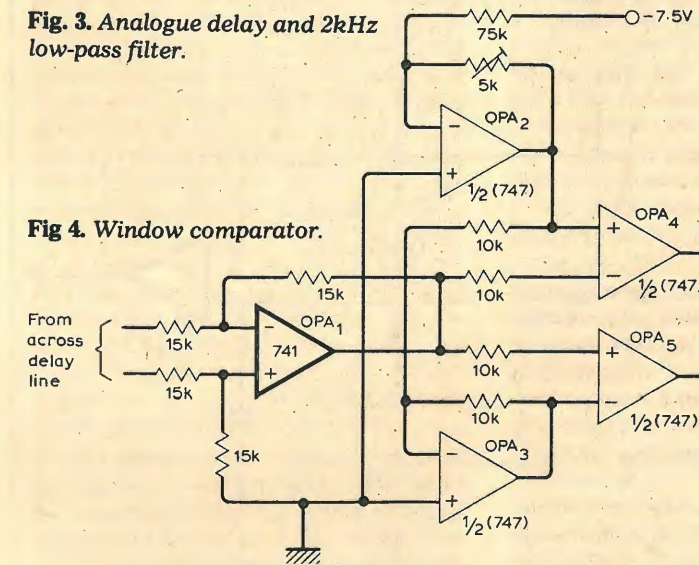 Fig. 3. Analogue delay and 2kHz
low-pass filter.
-7.5V
75k
5k
OPA2
-
+
1/2 (747)
Fig 4. Window comparator.
10k
OPA4
+
-
15k
10k
1/2 (747)
From
across
delay
line
15k
OPA1
-
741
+
15k
10k
OPA5
+
-
10k
1/2 (747)
15k
OPA3
-
+
1/2 (747)